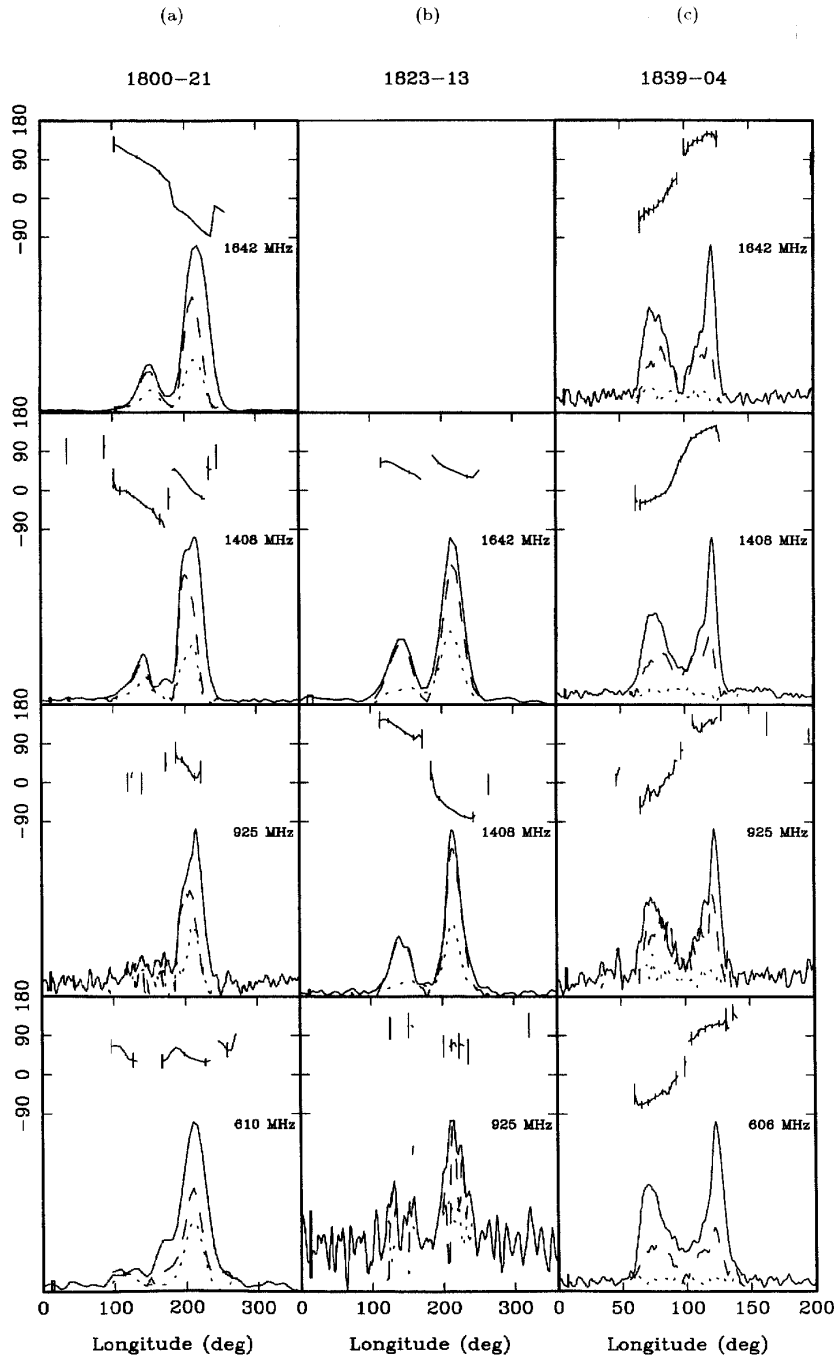 (a) (b) (c)
1800−21 1823−13 1839−04
180
90
0
−90
1642 MHz 1642 MHz
180
90
0
−90
1408 MHz 1642 MHz 1408 MHz
180
90
0
−90
925 MHz 1408 MHz 925 MHz
180
90
0
−90
610 MHz 925 MHz 606 MHz
0 100 200 300 0 100 200 300 0 50 100 150 200
Longitude (deg) Longitude (deg) Longitude (deg)